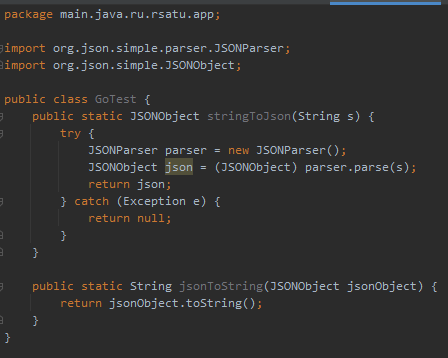 package main.java.ru.rsatu.app;
import org.json.simple.parser.JSONParser;
import org.json.simple.JSONObject;
public class GoTest {
    public static JSONObject stringToJson(String s) {
        try {
            JSONParser parser = new JSONParser();
            JSONObject json = (JSONObject) parser.parse(s);
            return json;
        } catch (Exception e) {
            return null;
        }
    }
    public static String jsonToString(JSONObject jsonObject) {
        return jsonObject.toString();
    }
}